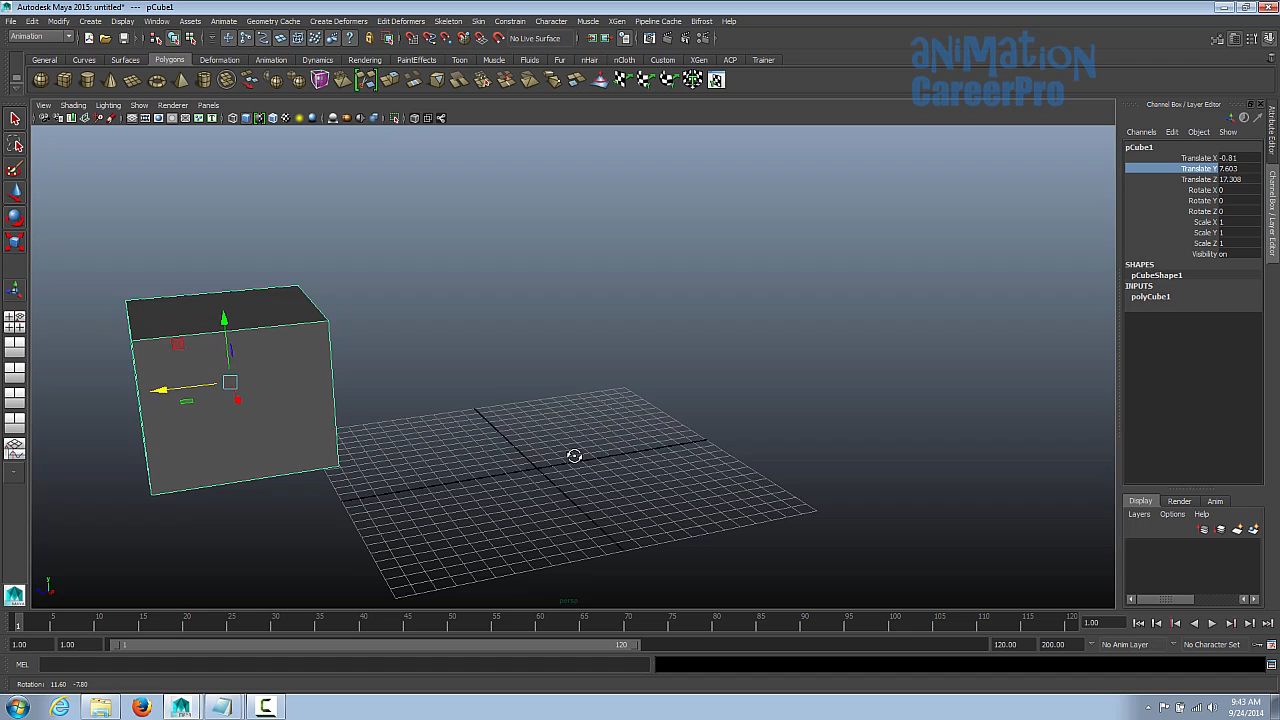 Autodesk Maya 2015: untitled* --- pCube1
File Edit Modify Create Display Window Assets Animate Geometry Cache Create Deformers Edit Deformers Skeleton Skin Constrain Character Muscle XGen Pipeline Cache Bifrost Help
Animation
No Live Surface
aniMatiON
CareerPro
General Curves Surfaces Polygons Deformation Animation Dynamics Rendering PaintEffects Toon Muscle Fluids Fur nHair nCloth Custom XGen ACP Trainer
View Shading Lighting Show Renderer Panels
Channel Box / Layer Editor
Channels Edit Object Show
pCube1
Translate X -0.81
Translate Y 7.603
Translate Z 17.308
Rotate X 0
Rotate Y 0
Rotate Z 0
Scale X 1
Scale Y 1
Scale Z 1
Visibility on
SHAPES
pCubeShape1
INPUTS
polyCube1
Attribute Editor
Channel Box / Layer Editor
Display Render Anim
Layers Options Help
y
persp
1 5 10 15 20 25 30 35 40 45 50 55 60 65 70 75 80 85 90 95 100 105 110 115 120
1.00
1.00 1.00 1 120 120.00 200.00 No Anim Layer No Character Set
MEL
Rotation: 11.60 -7.80
9:43 AM
9/24/2014